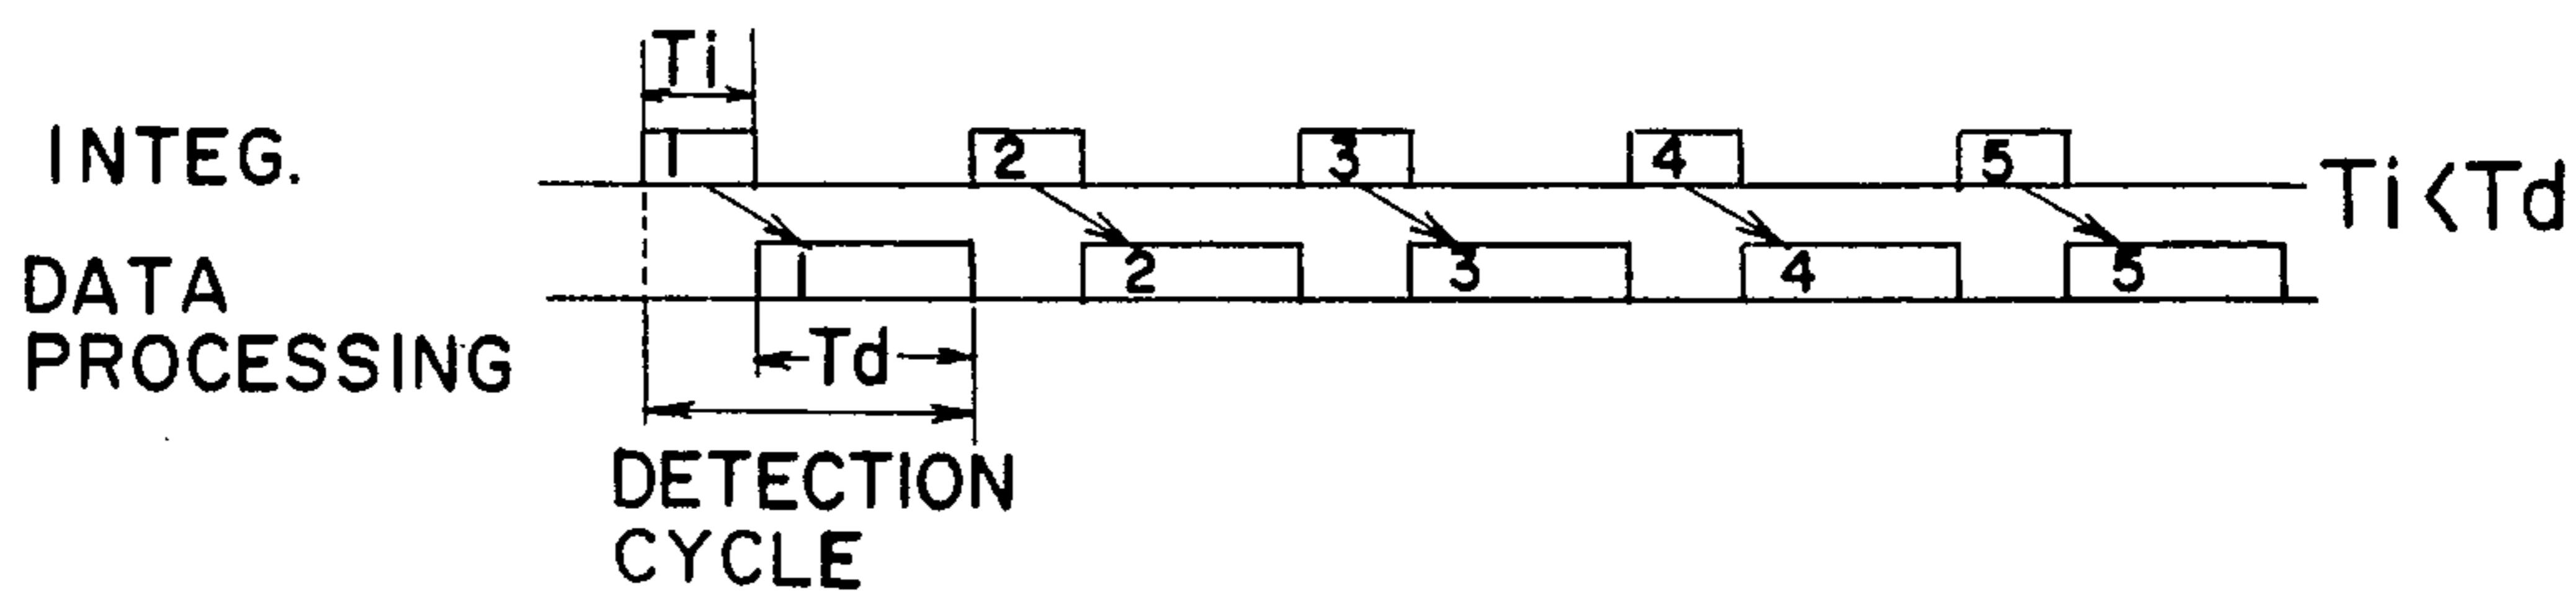 Ti
INTEG. 1 2 3 4 5 Ti<Td
DATA PROCESSING 1 2 3 4 5
Td
DETECTION
CYCLE